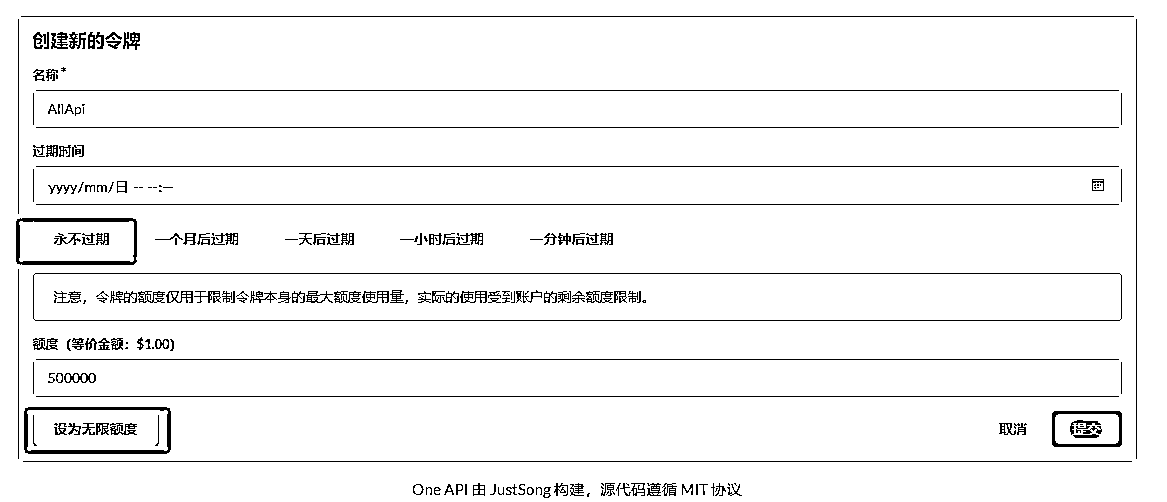 创建新的令牌
名称*
AllApi
过期时间
yyyy/mm/日 -- --:--
永不过期 一个月后过期 一天后过期 一小时后过期 一分钟后过期
注意，令牌的额度仅用于限制令牌本身的最大额度使用量，实际的使用受到账户的剩余额度限制。
额度（等价金额：$1.00）
500000
设为无限额度 取消 提交
One API 由 JustSong 构建，源代码遵循 MIT 协议